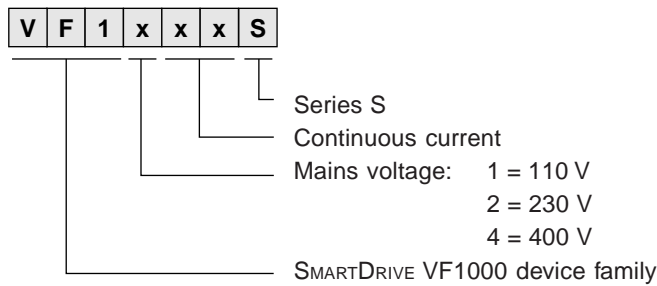 V F 1 x x x S
Series S
Continuous current
Mains voltage: 1 = 110 V
2 = 230 V
4 = 400 V
SMARTDRIVE VF1000 device family